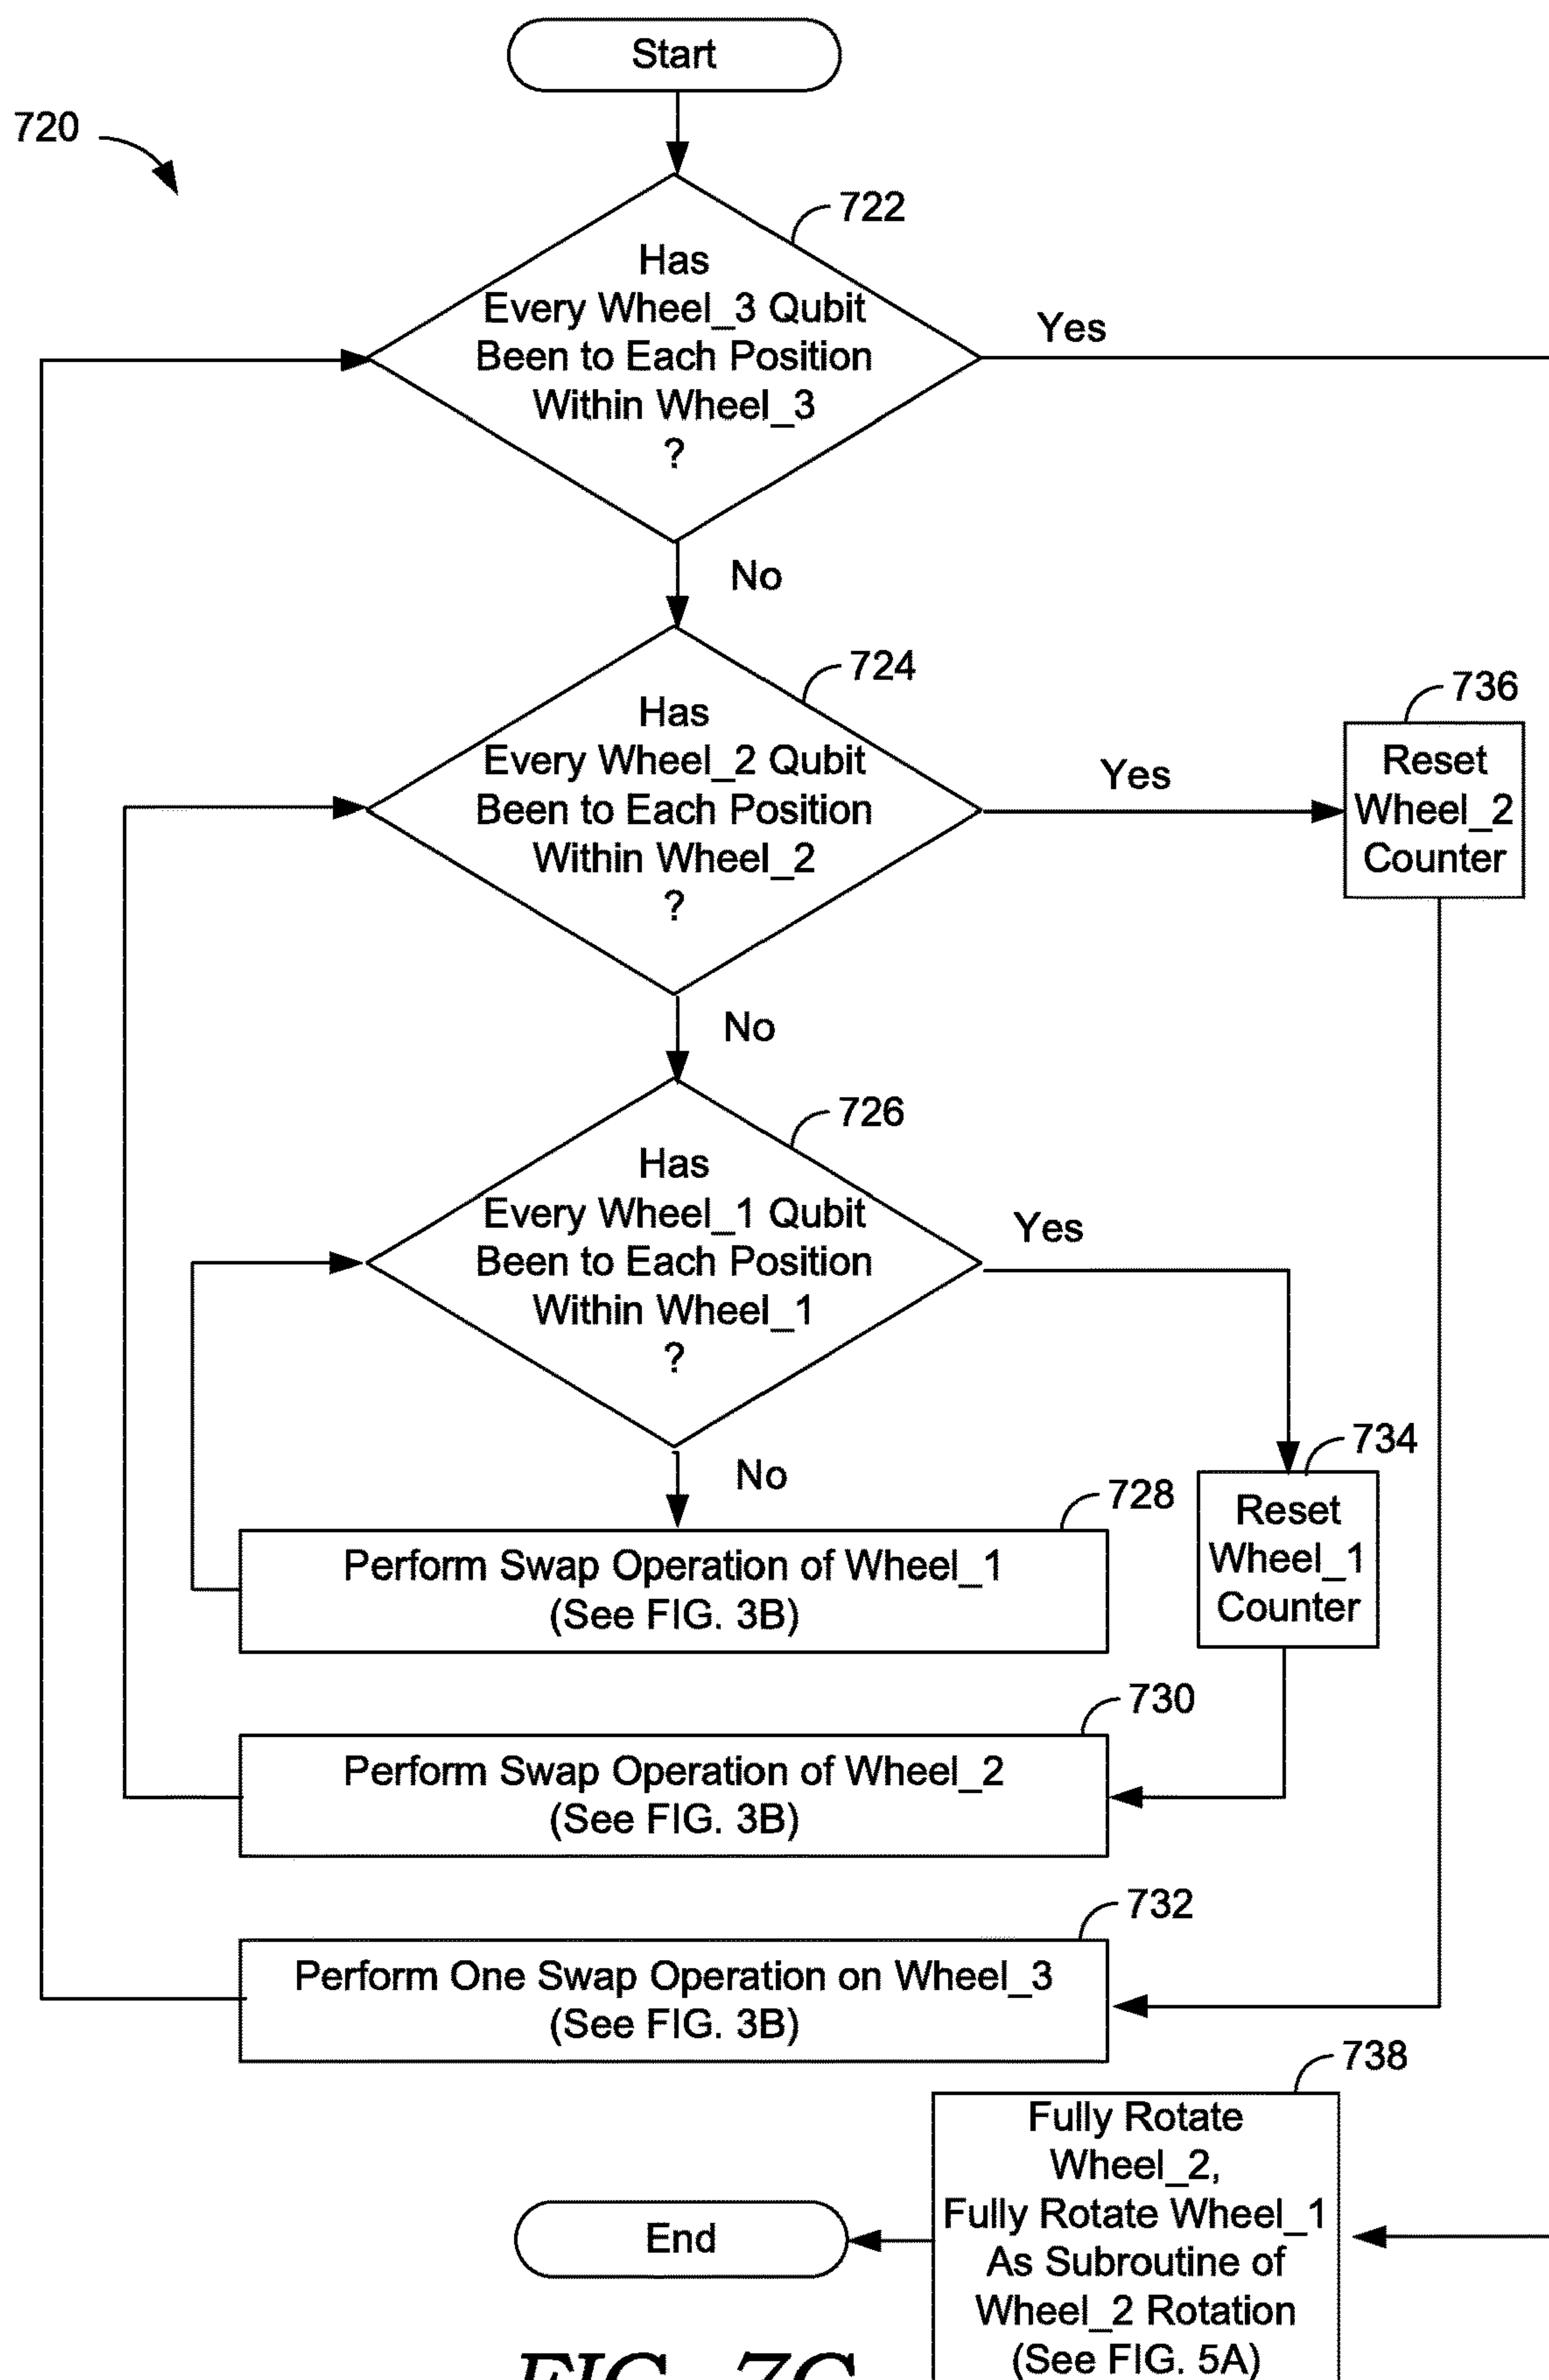 Start
720
722
Has
Every Wheel_3 Qubit
Been to Each Position
Within Wheel_3
?
Yes
No
724
Has
Every Wheel_2 Qubit
Been to Each Position
Within Wheel_2
?
Yes
736
Reset
Wheel_2
Counter
No
726
Has
Every Wheel_1 Qubit
Been to Each Position
Within Wheel_1
?
Yes
No
734
Reset
Wheel_1
Counter
728
Perform Swap Operation of Wheel_1
(See FIG. 3B)
730
Perform Swap Operation of Wheel_2
(See FIG. 3B)
732
Perform One Swap Operation on Wheel_3
(See FIG. 3B)
738
Fully Rotate
Wheel_2,
Fully Rotate Wheel_1
As Subroutine of
Wheel_2 Rotation
(See FIG. 5A)
End
FIG. 7C